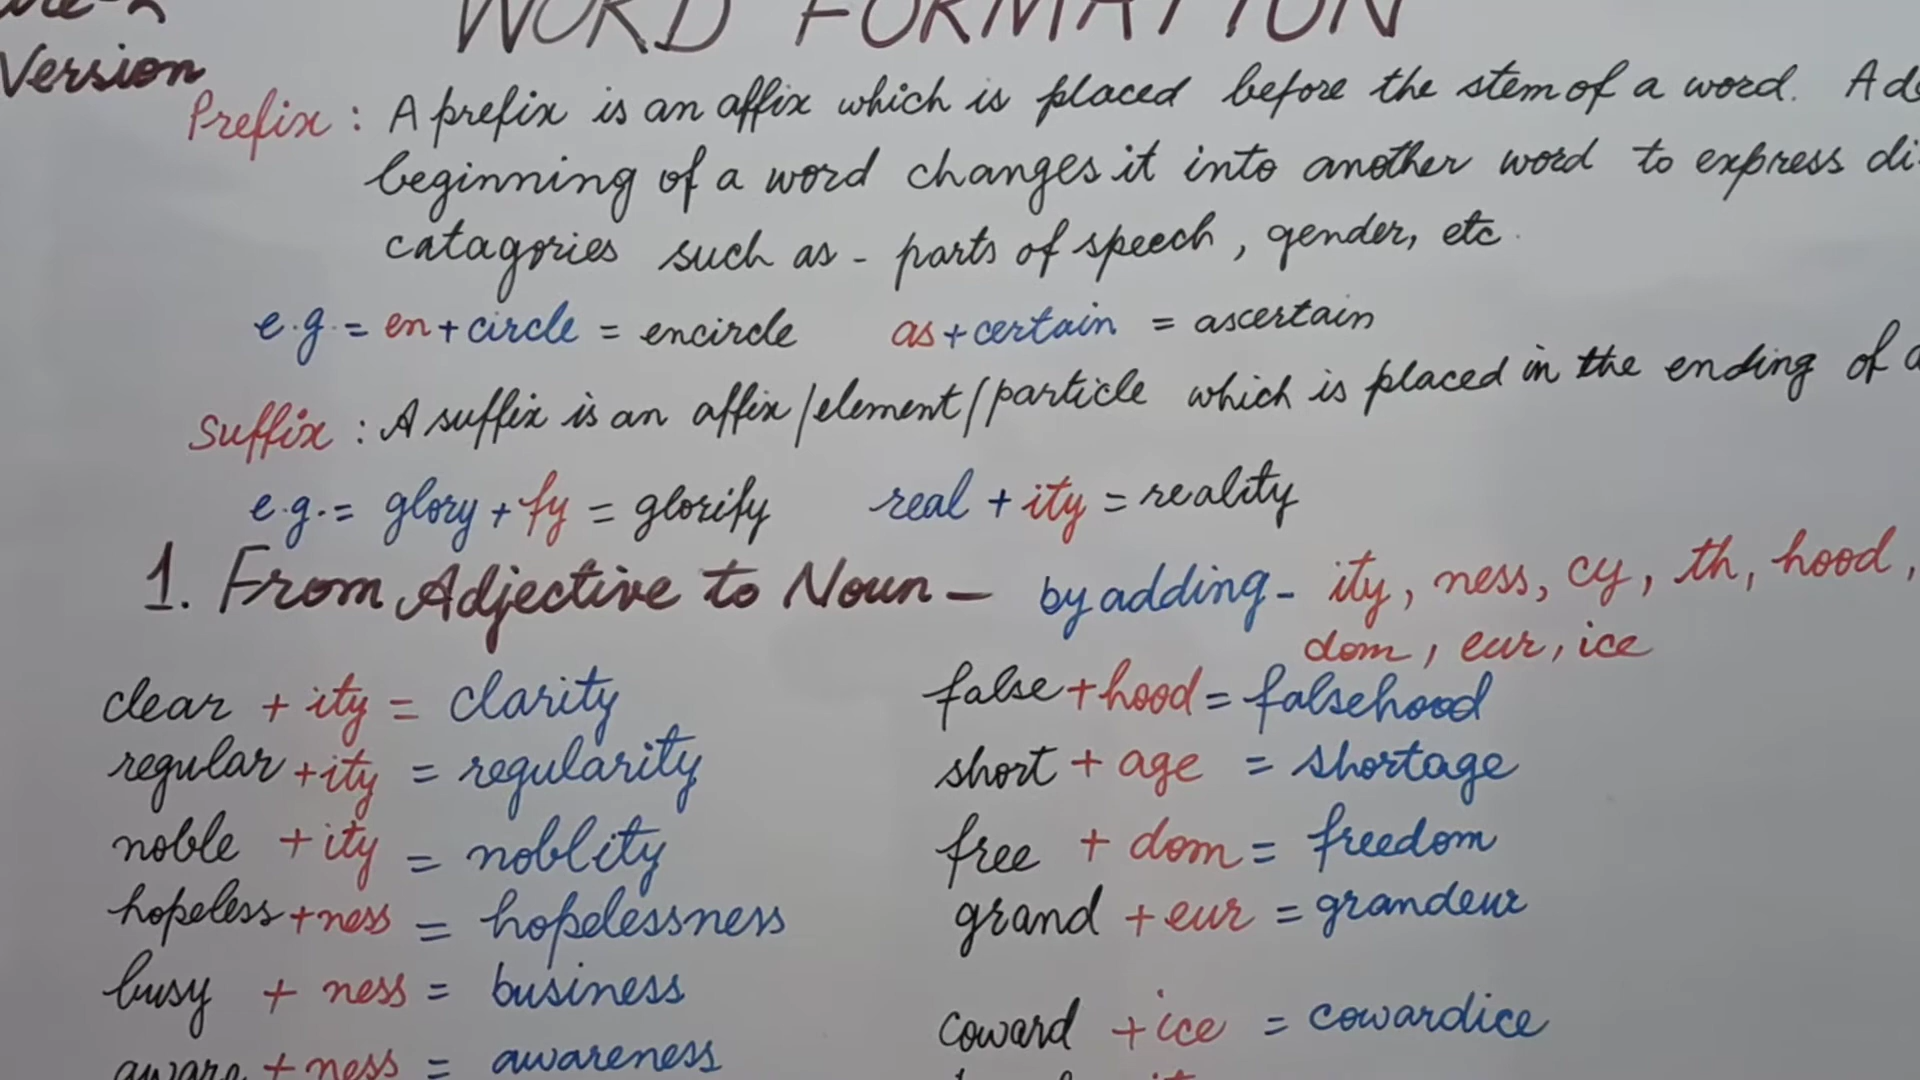 WORD FORMATION
Version
Prefix : A prefix is an affix which is placed before the stem of a word. A
beginning of a word changes it into another word to express
catagories such as - parts of speech, gender, etc.
e.g. = en + circle = encircle as + certain = ascertain
Suffix : A suffix is an affix/element/particle which is placed in the ending of
e.g. = glory + fy = glorify real + ity = reality
1. From Adjective to Noun - by adding - ity, ness, cy, th, hood,
dom, eur, ice
clear + ity = clarity
regular + ity = regularity
noble + ity = noblity
hopeless + ness = hopelessness
busy + ness = business
aware + ness = awareness
false + hood = falsehood
short + age = shortage
free + dom = freedom
grand + eur = grandeur
coward + ice = cowardice